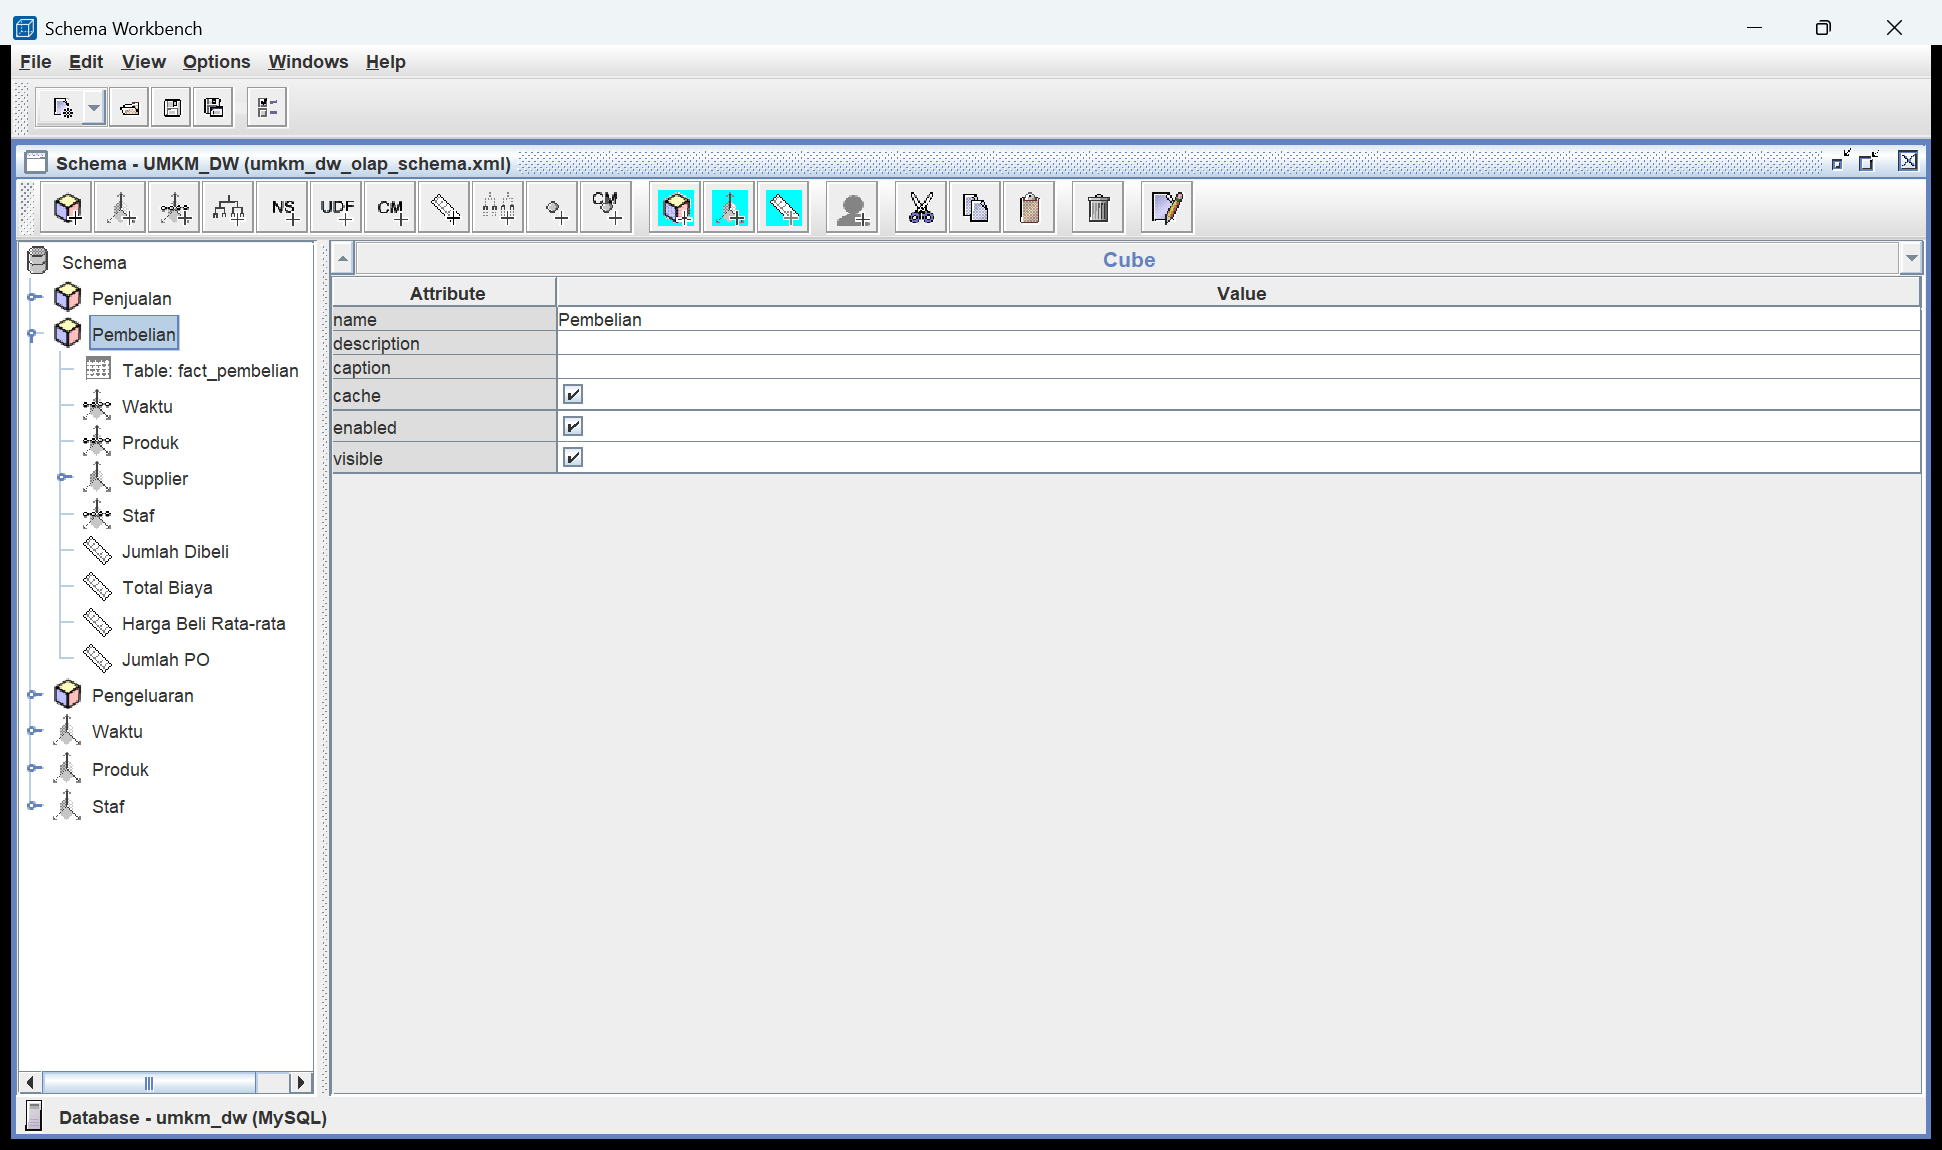 Schema Workbench
File Edit View Options Windows Help
Schema - UMKM_DW (umkm_dw_olap_schema.xml)
NS UDF CM CM
Schema
Penjualan
Pembelian
Table: fact_pembelian
Waktu
Produk
Supplier
Staf
Jumlah Dibeli
Total Biaya
Harga Beli Rata-rata
Jumlah PO
Pengeluaran
Waktu
Produk
Staf
Cube
Attribute Value
name Pembelian
description
caption
cache
enabled
visible
Database - umkm_dw (MySQL)